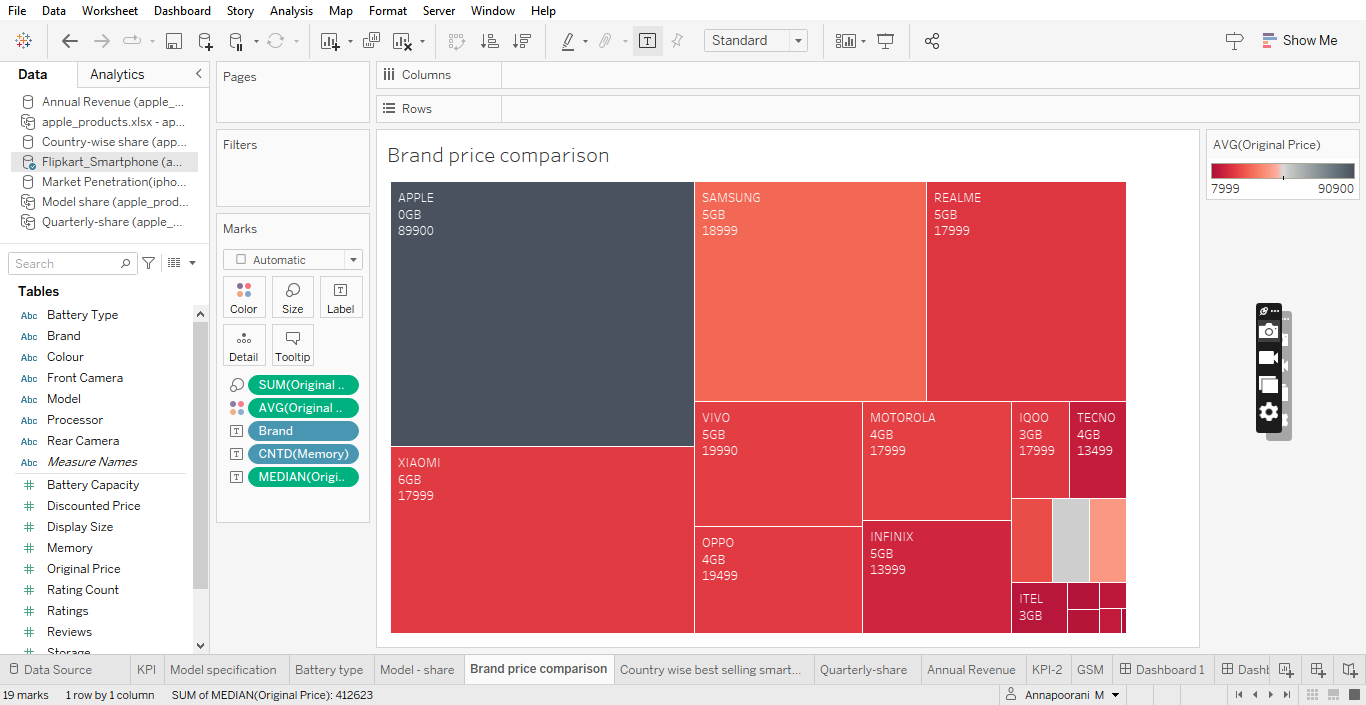 File Data Worksheet Dashboard Story Analysis Map Format Server Window Help
Standard
Show Me
Data Analytics
Annual Revenue (apple_...
apple_products.xlsx - ap...
Country-wise share (app...
Flipkart_Smartphone (a...
Market Penetration(ipho...
Model share (apple_prod...
Quarterly-share (apple_...
Search
Tables
Abc Battery Type
Abc Brand
Abc Colour
Abc Front Camera
Abc Model
Abc Processor
Abc Rear Camera
Abc Measure Names
Battery Capacity
Discounted Price
Display Size
Memory
Original Price
Rating Count
Ratings
Reviews
Storage
Pages
Filters
Marks
Automatic
Color Size Label
Detail Tooltip
SUM(Original ..
AVG(Original ..
Brand
CNTD(Memory)
MEDIAN(Origi..
Columns
Rows
Brand price comparison
APPLE
0GB
89900
SAMSUNG
5GB
18999
REALME
5GB
17999
XIAOMI
6GB
17999
VIVO
5GB
19990
MOTOROLA
4GB
17999
IQOO
3GB
17999
TECNO
4GB
13499
OPPO
4GB
19499
INFINIX
5GB
13999
ITEL
3GB
AVG(Original Price)
7999 90900
Data Source KPI Model specification Battery type Model - share Brand price comparison Country wise best selling smart... Quarterly-share Annual Revenue KPI-2 GSM Dashboard 1 Dashb
19 marks 1 row by 1 column SUM of MEDIAN(Original Price): 412623 Annapoorani M